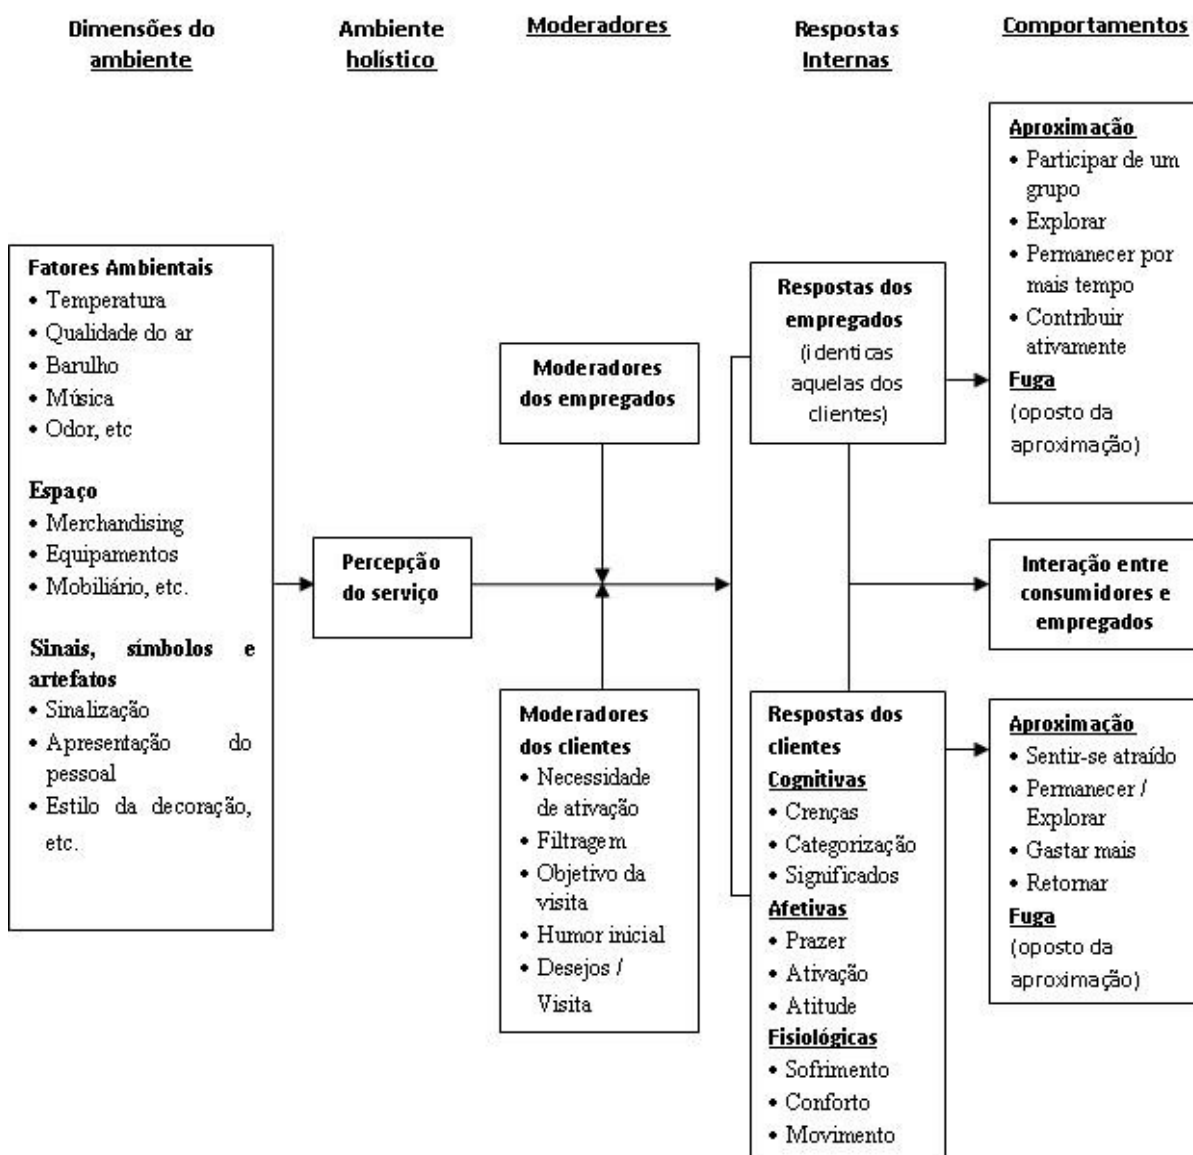 Dimensões do
ambiente
Ambiente
holístico
Moderadores
Respostas
Internas
Comportamentos
Fatores Ambientais
• Temperatura
• Qualidade do ar
• Barulho
• Música
• Odor, etc
Espaço
• Merchandising
• Equipamentos
• Mobiliário, etc.
Sinais, símbolos e
artefatos
• Sinalização
• Apresentação do
pessoal
• Estilo da decoração,
etc.
Percepção
do serviço
Moderadores
dos empregados
Moderadores
dos clientes
• Necessidade
de ativação
• Filtragem
• Objetivo da
visita
• Humor inicial
• Desejos /
Visita
Respostas dos
empregados
(identicas
aquelas dos
clientes)
Respostas dos
clientes
Cognitivas
• Crenças
• Categorização
• Significados
Afetivas
• Prazer
• Ativação
• Atitude
Fisiológicas
• Sofrimento
• Conforto
• Movimento
Aproximação
• Participar de um
grupo
• Explorar
• Permanecer por
mais tempo
• Contribuir
ativamente
Fuga
(oposto da
aproximação)
Interação entre
consumidores e
empregados
Aproximação
• Sentir-se atraído
• Permanecer /
Explorar
• Gastar mais
• Retornar
Fuga
(oposto da
aproximação)